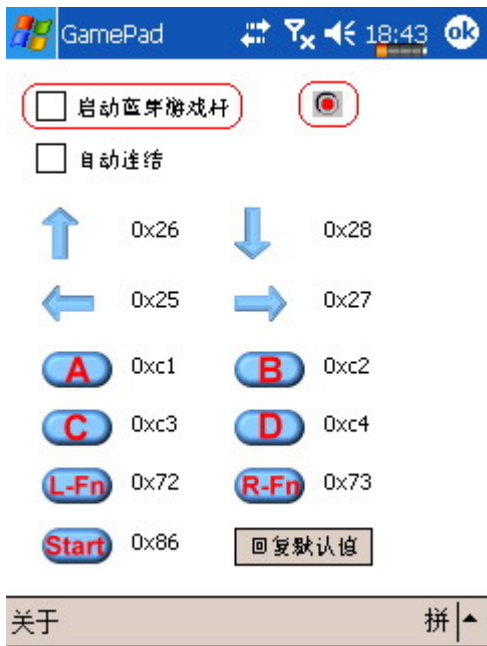 GamePad 18:43 ok
启动蓝芽游戏杆
自动连结
0x26 0x28
0x25 0x27
A 0xc1 B 0xc2
C 0xc3 D 0xc4
L-Fn 0x72 R-Fn 0x73
Start 0x86 回复默认值
关于 拼